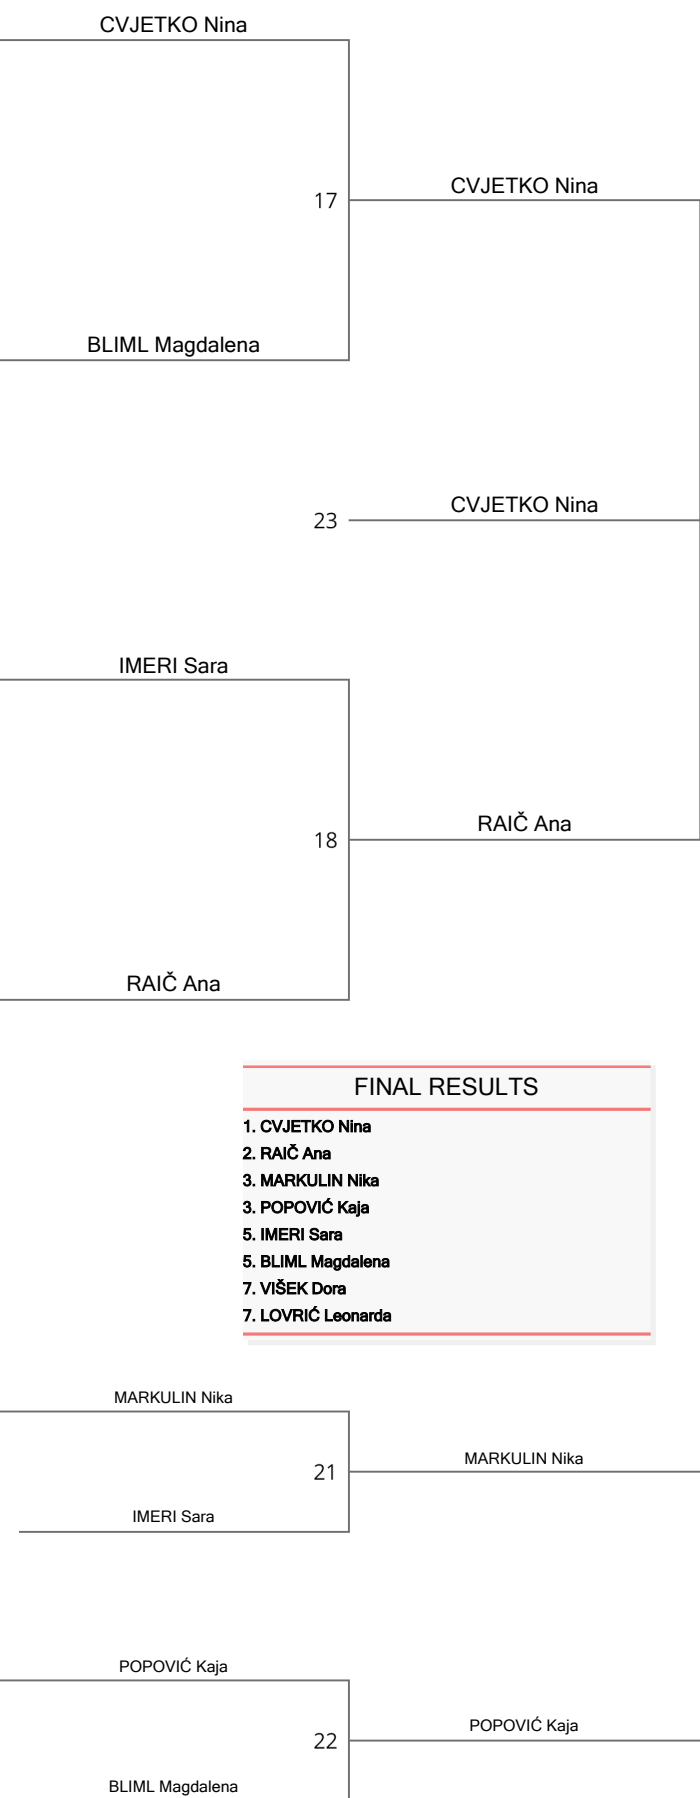 CVJETKO Nina
17
CVJETKO Nina
BLIML Magdalena
23
CVJETKO Nina
IMERI Sara
18
RAIČ Ana
RAIČ Ana
FINAL RESULTS
1. CVJETKO Nina
2. RAIČ Ana
3. MARKULIN Nika
3. POPOVIĆ Kaja
5. IMERI Sara
5. BLIML Magdalena
7. VIŠEK Dora
7. LOVRIĆ Leonarda
MARKULIN Nika
21
MARKULIN Nika
IMERI Sara
POPOVIĆ Kaja
22
POPOVIĆ Kaja
BLIML Magdalena